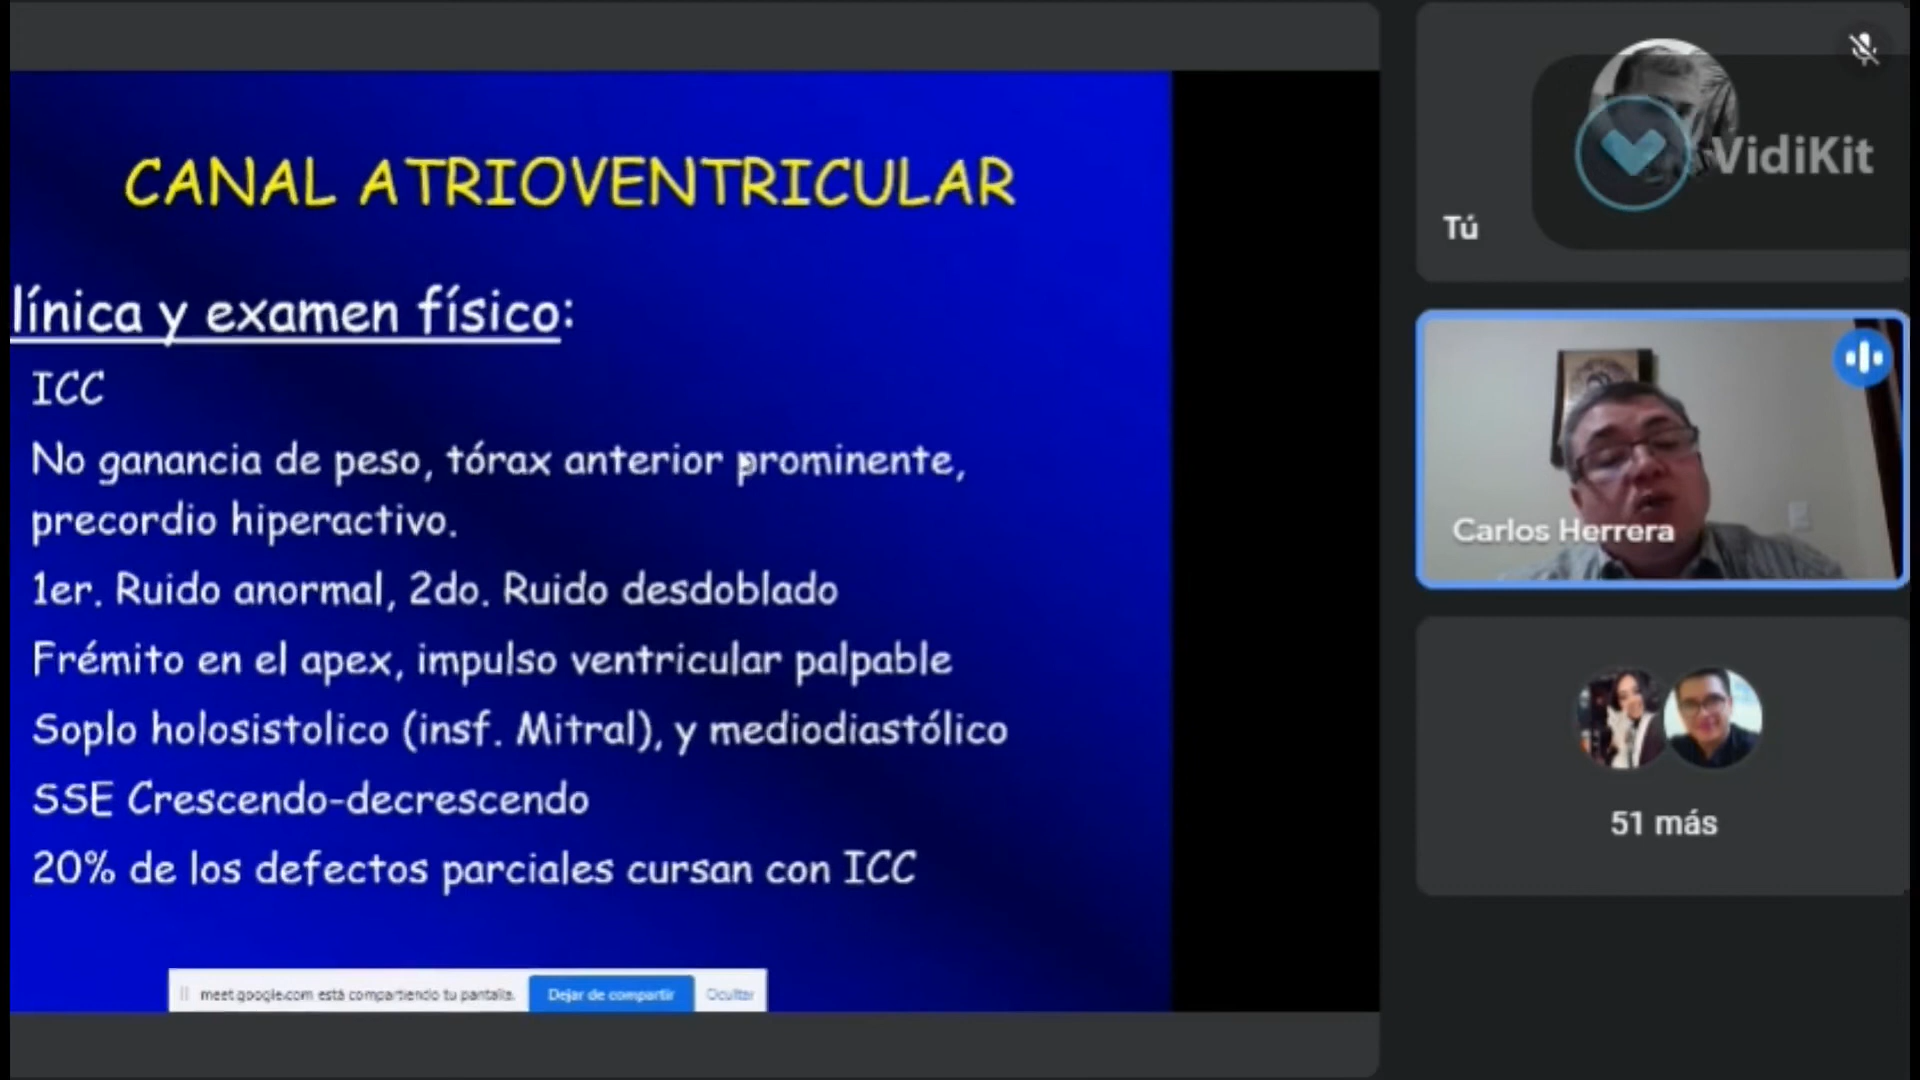 CANAL ATRIOVENTRICULAR
línica y examen físico:
ICC
No ganancia de peso, tórax anterior prominente,
precordio hiperactivo.
1er. Ruido anormal, 2do. Ruido desdoblado
Frémito en el apex, impulso ventricular palpable
Soplo holosistolico (insf. Mitral), y mediodiastólico
SSE Crescendo-decrescendo
20% de los defectos parciales cursan con ICC
meet.google.com está compartiendo tu pantalla.
Dejar de compartir
Ocultar
VidiKit
Tú
Carlos Herrera
51 más